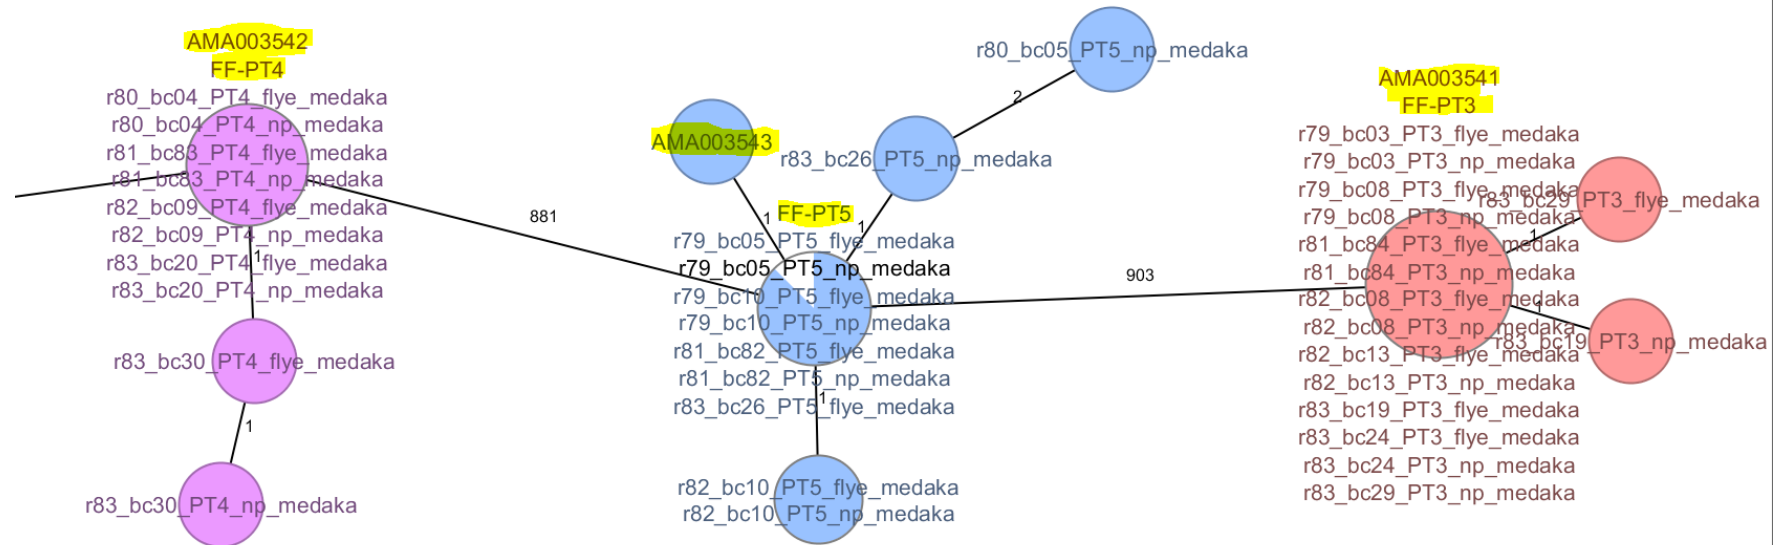 AMA003542
FF-PT4
r80_bc04_PT4_flye_medaka
r80_bc04_PT4_np_medaka
r81_bc83_PT4_flye_medaka
r81_bc83_PT4_np_medaka
r82_bc09_PT4_flye_medaka
r82_bc09_PT4_np_medaka
r83_bc20_PT4_flye_medaka
r83_bc20_PT4_np_medaka
1
r83_bc30_PT4_flye_medaka
1
r83_bc30_PT4_np_medaka
881
AMA003543
1
r80_bc05_PT5_np_medaka
2
r83_bc26_PT5_np_medaka
1
FF-PT5
r79_bc05_PT5_flye_medaka
r79_bc05_PT5_np_medaka
r79_bc10_PT5_flye_medaka
r79_bc10_PT5_np_medaka
r81_bc82_PT5_flye_medaka
r81_bc82_PT5_np_medaka
r83_bc26_PT5_flye_medaka
1
r82_bc10_PT5_flye_medaka
r82_bc10_PT5_np_medaka
903
AMA003541
FF-PT3
r79_bc03_PT3_flye_medaka
r79_bc03_PT3_np_medaka
r79_bc08_PT3_flye_medaka
r79_bc08_PT3_np_medaka
r81_bc84_PT3_flye_medaka
r81_bc84_PT3_np_medaka
r82_bc08_PT3_flye_medaka
r82_bc08_PT3_np_medaka
r82_bc13_PT3_flye_medaka
r82_bc13_PT3_np_medaka
r83_bc19_PT3_flye_medaka
r83_bc24_PT3_flye_medaka
r83_bc24_PT3_np_medaka
r83_bc29_PT3_np_medaka
r83_bc29_PT3_flye_medaka
1
1
r83_bc19_PT3_np_medaka